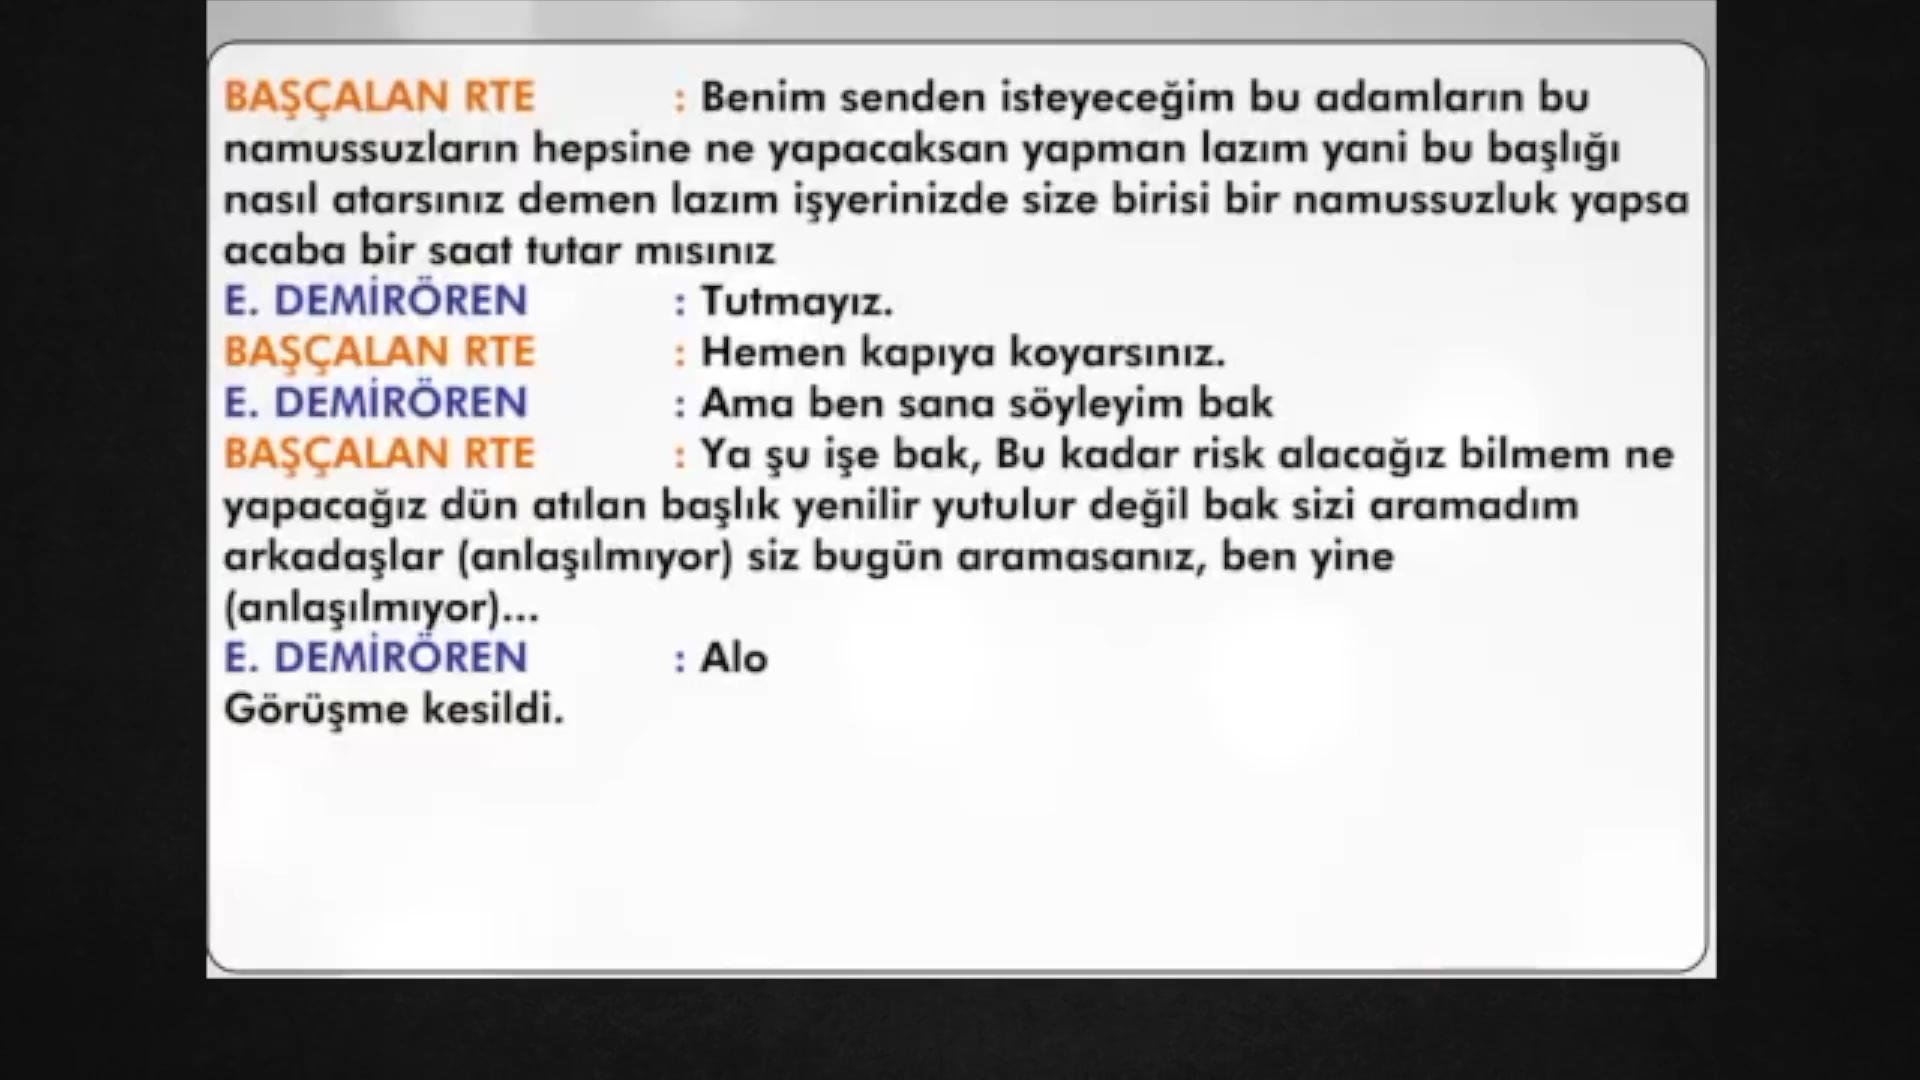 BAŞÇALAN RTE : Benim senden isteyeceğim bu adamların bu
namussuzların hepsine ne yapacaksan yapman lazım yani bu başlığı
nasıl atarsınız demen lazım işyerinizde size birisi bir namussuzluk yapsa
acaba bir saat tutar mısınız
E. DEMİRÖREN : Tutmayız.
BAŞÇALAN RTE : Hemen kapıya koyarsınız.
E. DEMİRÖREN : Ama ben sana söyleyim bak
BAŞÇALAN RTE : Ya şu işe bak, Bu kadar risk alacağız bilmem ne
yapacağız dün atılan başlık yenilir yutulur değil bak sizi aramadım
arkadaşlar (anlaşılmıyor) siz bugün aramasanız, ben yine
(anlaşılmıyor)...
E. DEMİRÖREN : Alo
Görüşme kesildi.